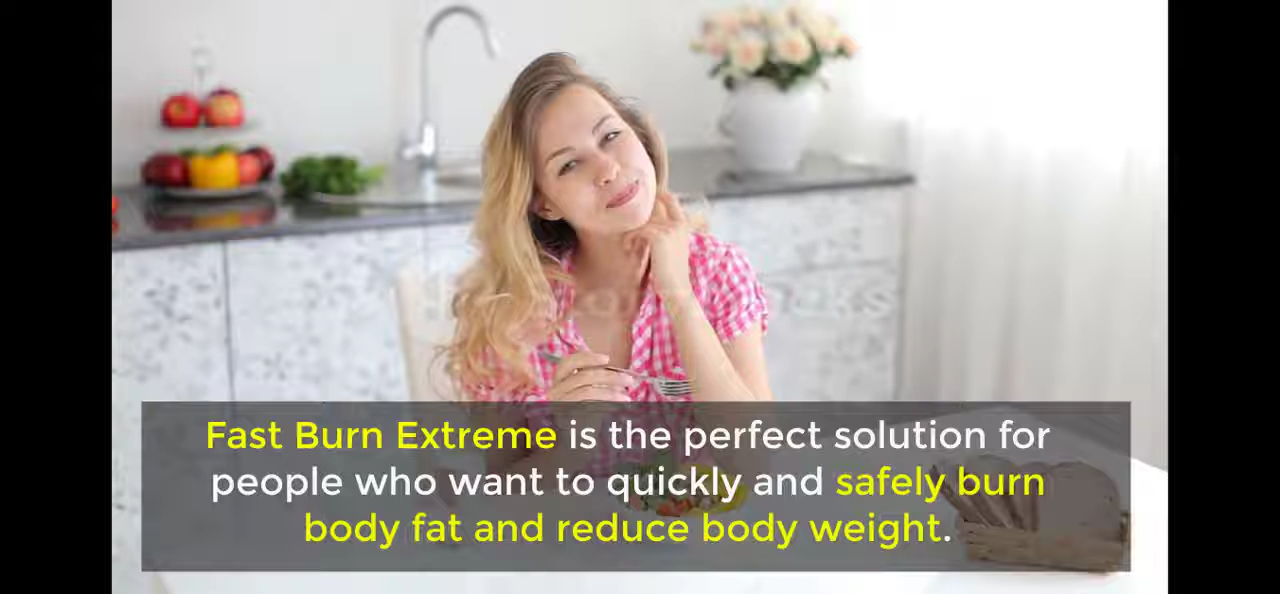 Fast Burn Extreme is the perfect solution for
people who want to quickly and safely burn
body fat and reduce body weight.